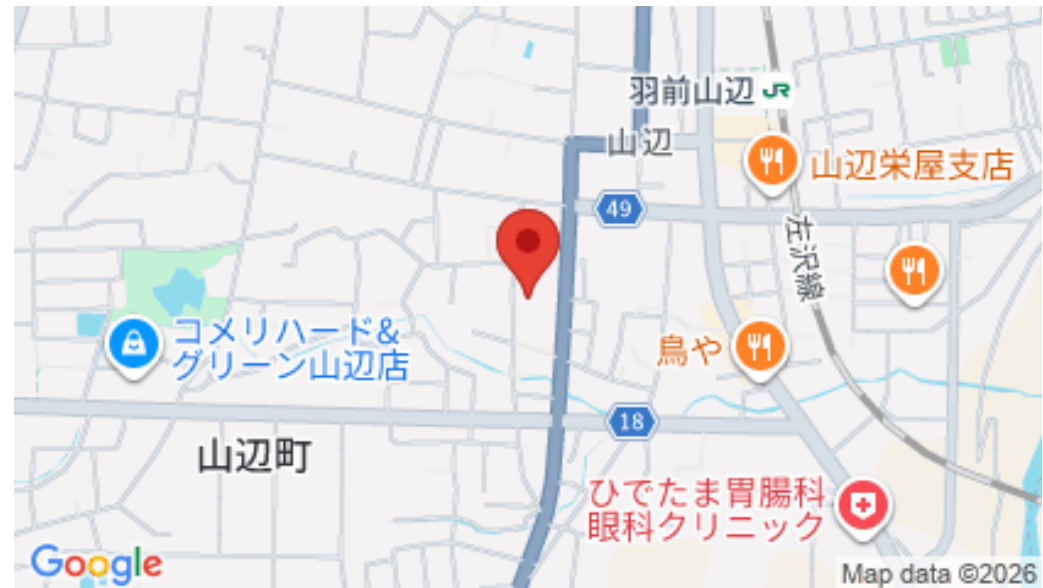 羽前山辺 JR
山辺
山辺栄屋支店
49
左沢線
コメリハード&
グリーン山辺店
鳥や
18
山辺町
ひでたま胃腸科
眼科クリニック
Google
Map data ©2026